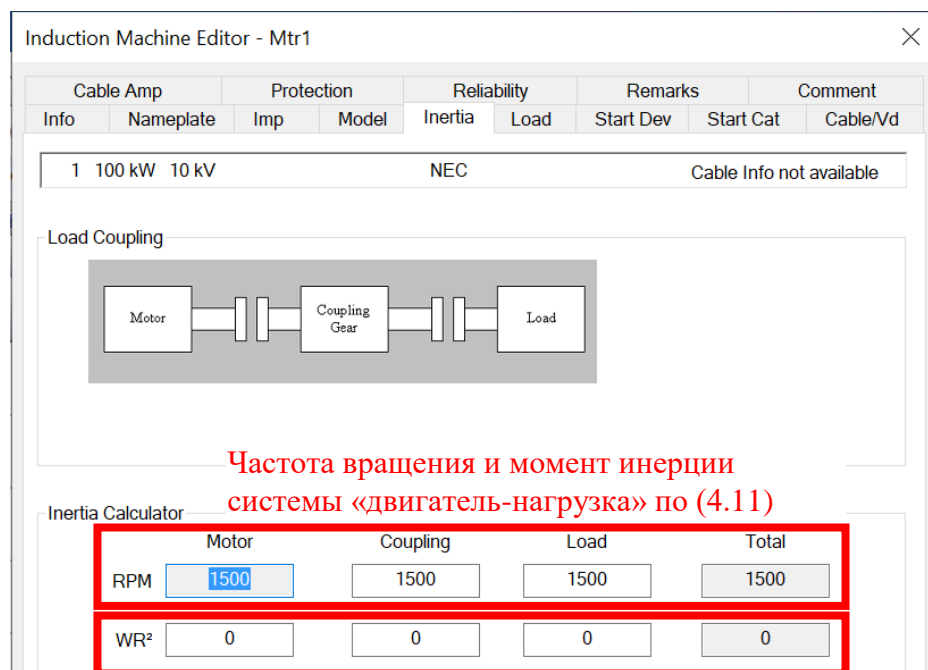 Induction Machine Editor - Mtr1
Cable Amp Protection Reliability Remarks Comment
Info Nameplate Imp Model Inertia Load Start Dev Start Cat Cable/Vd
1 100 kW 10 kV NEC Cable Info not available
Load Coupling
Motor Coupling Gear Load
Частота вращения и момент инерции
системы «двигатель-нагрузка» по (4.11)
Inertia Calculator
Motor Coupling Load Total
RPM 1500 1500 1500 1500
WR² 0 0 0 0